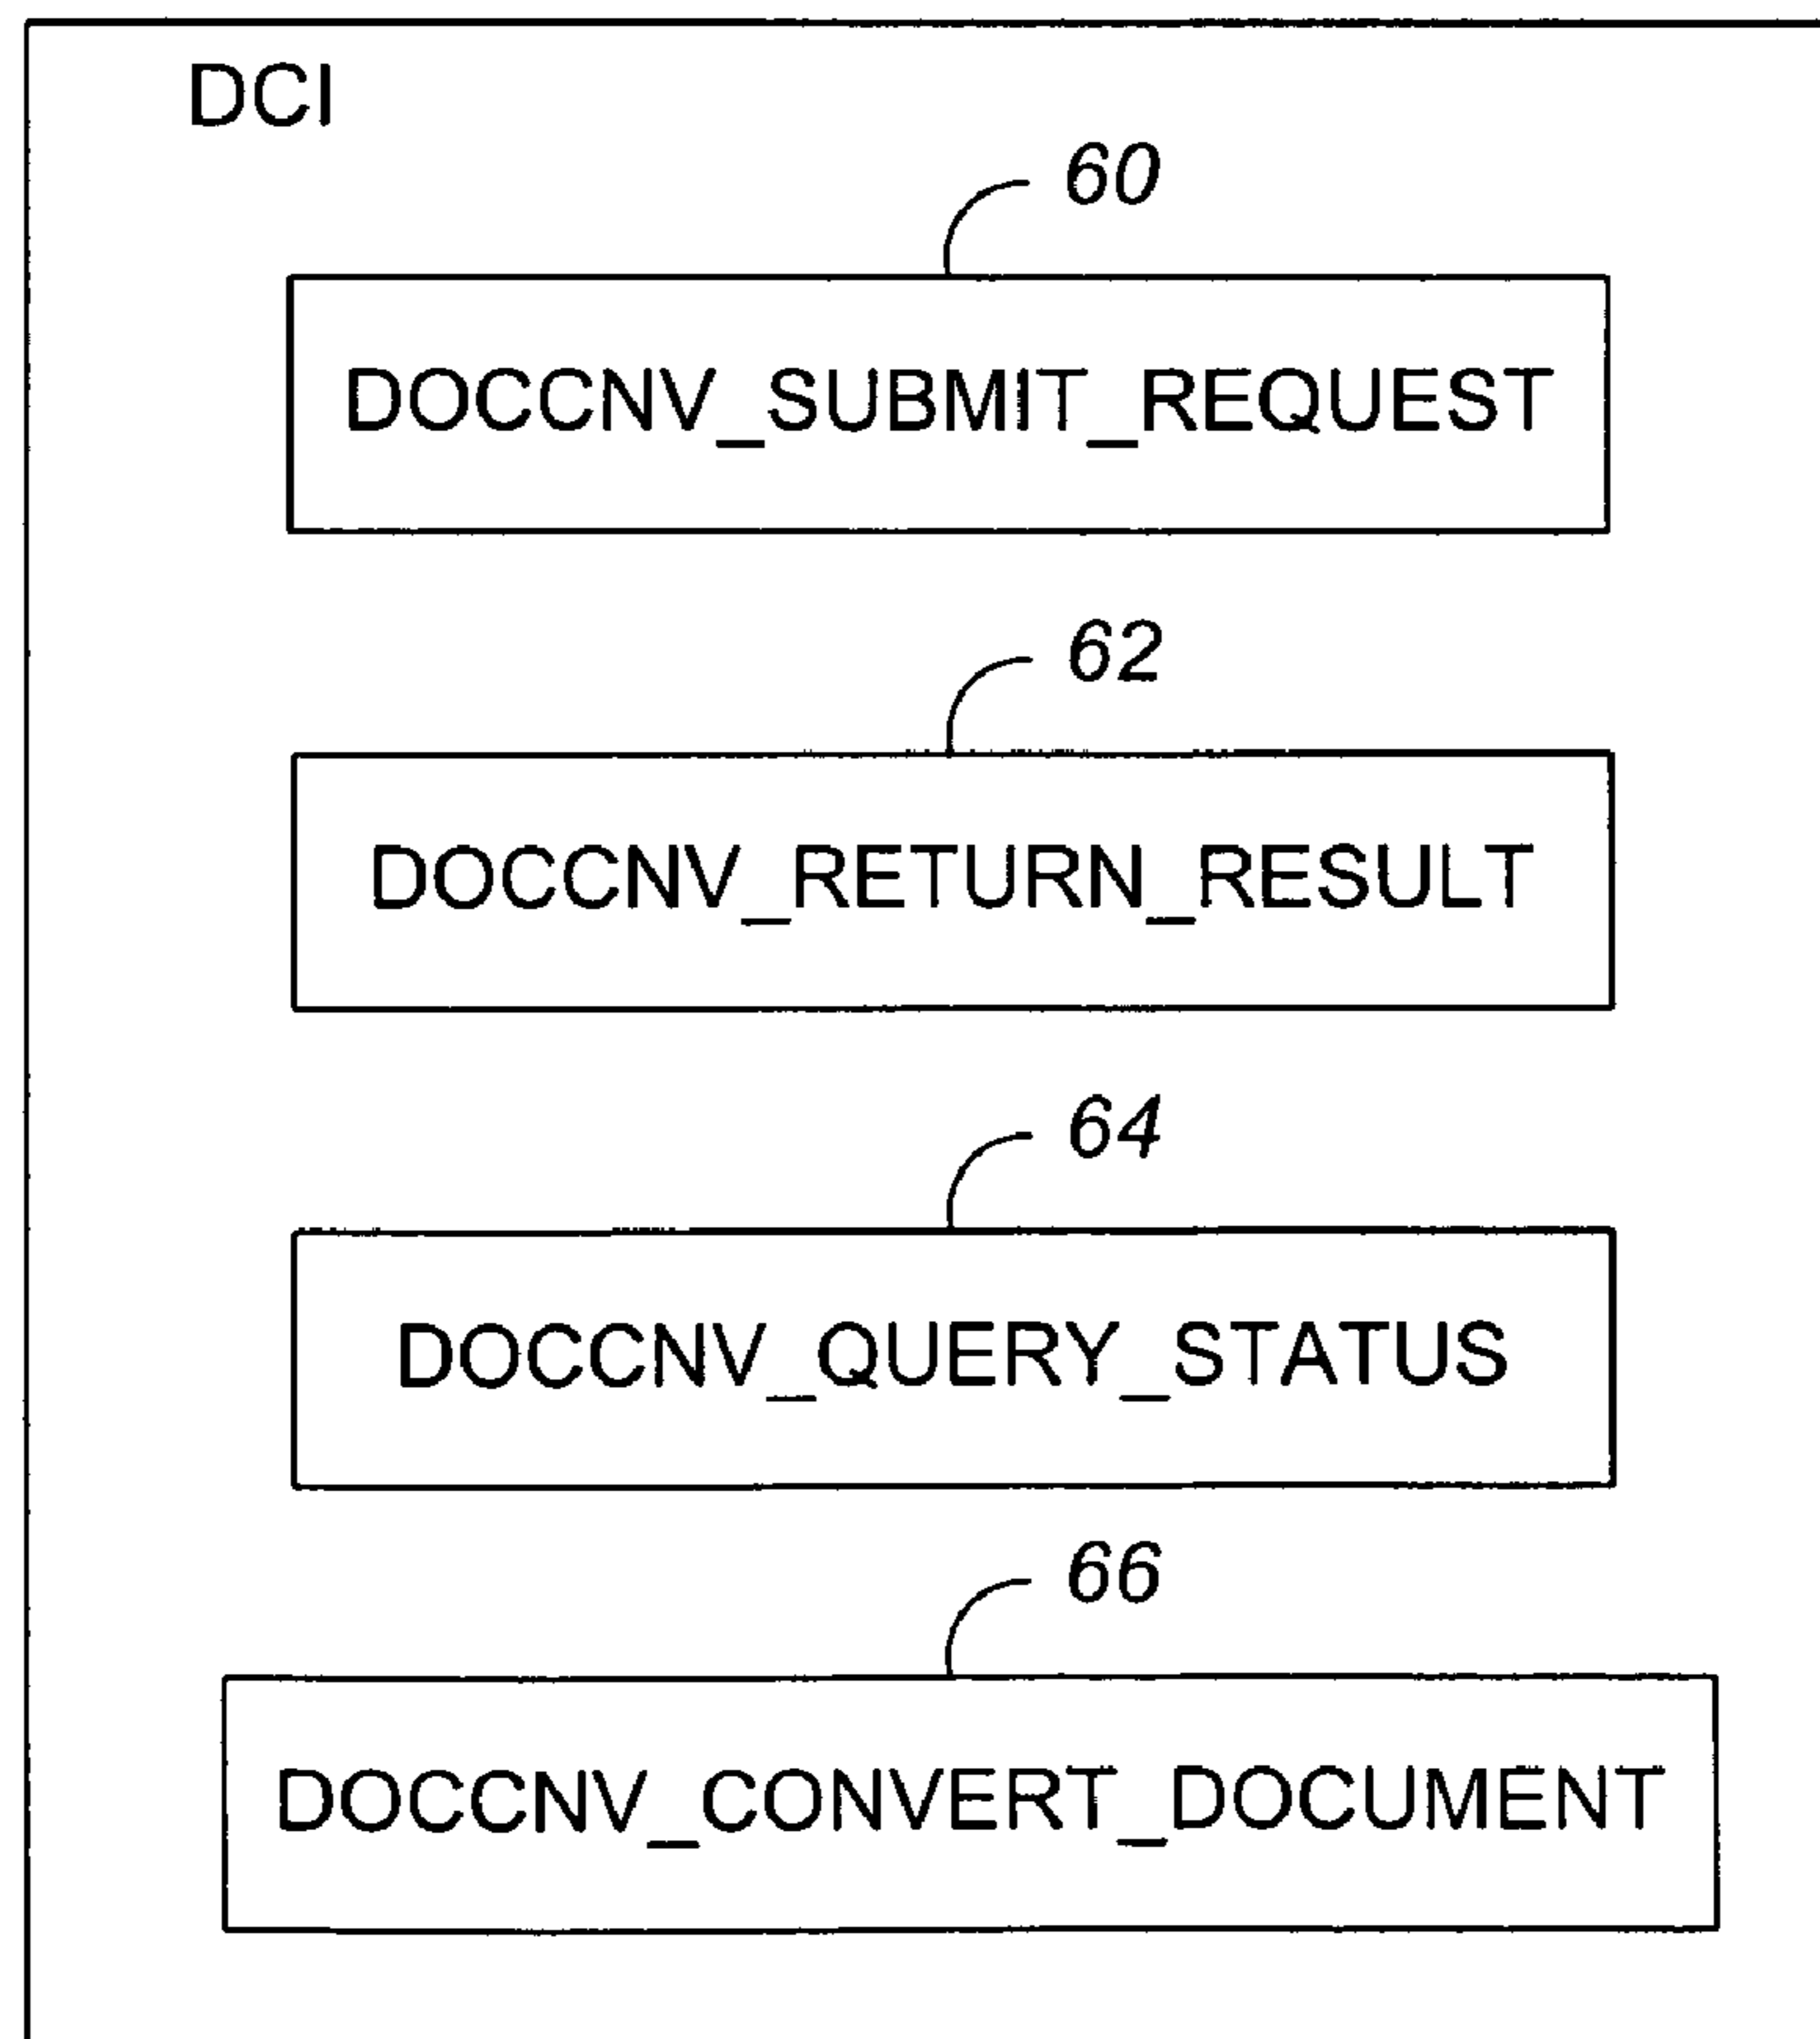 DCI
60
DOCCNV_SUBMIT_REQUEST
62
DOCCNV_RETURN_RESULT
64
DOCCNV_QUERY_STATUS
66
DOCCNV_CONVERT_DOCUMENT